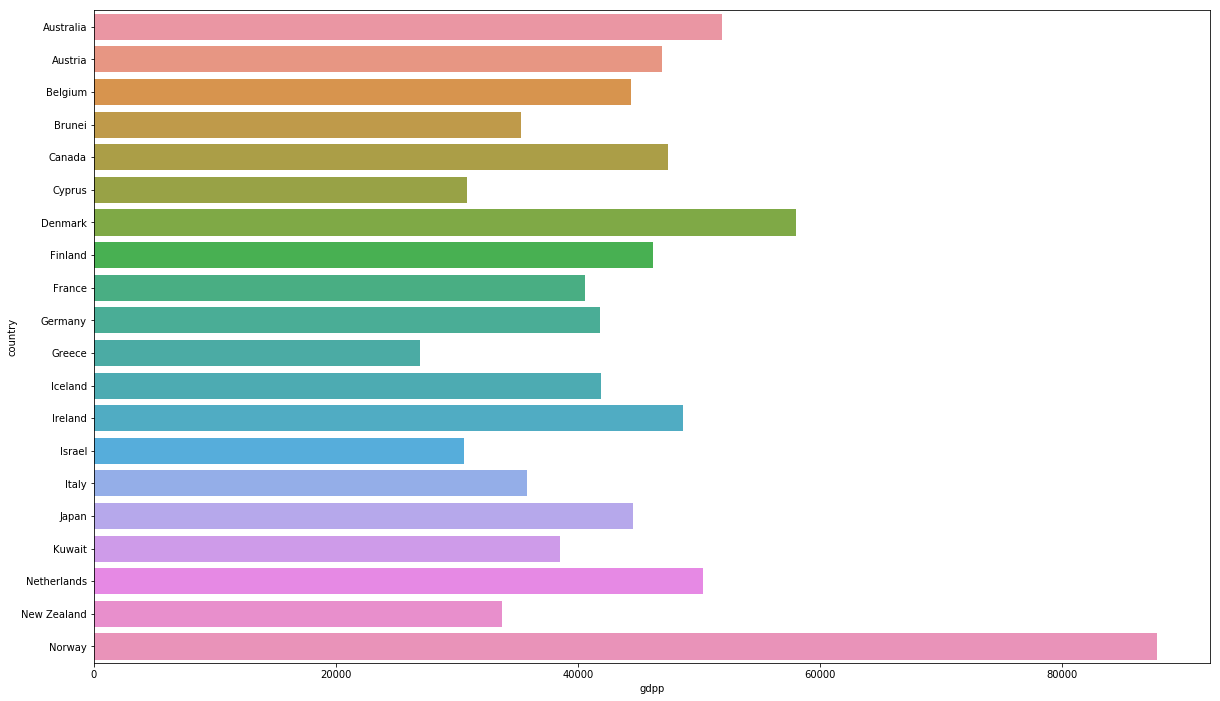 Australia
Austria
Belgium
Brunei
Canada
Cyprus
Denmark
Finland
France
Germany
Greece
Iceland
Ireland
Israel
Italy
Japan
Kuwait
Netherlands
New Zealand
Norway
country
0 20000 40000 60000 80000
gdpp